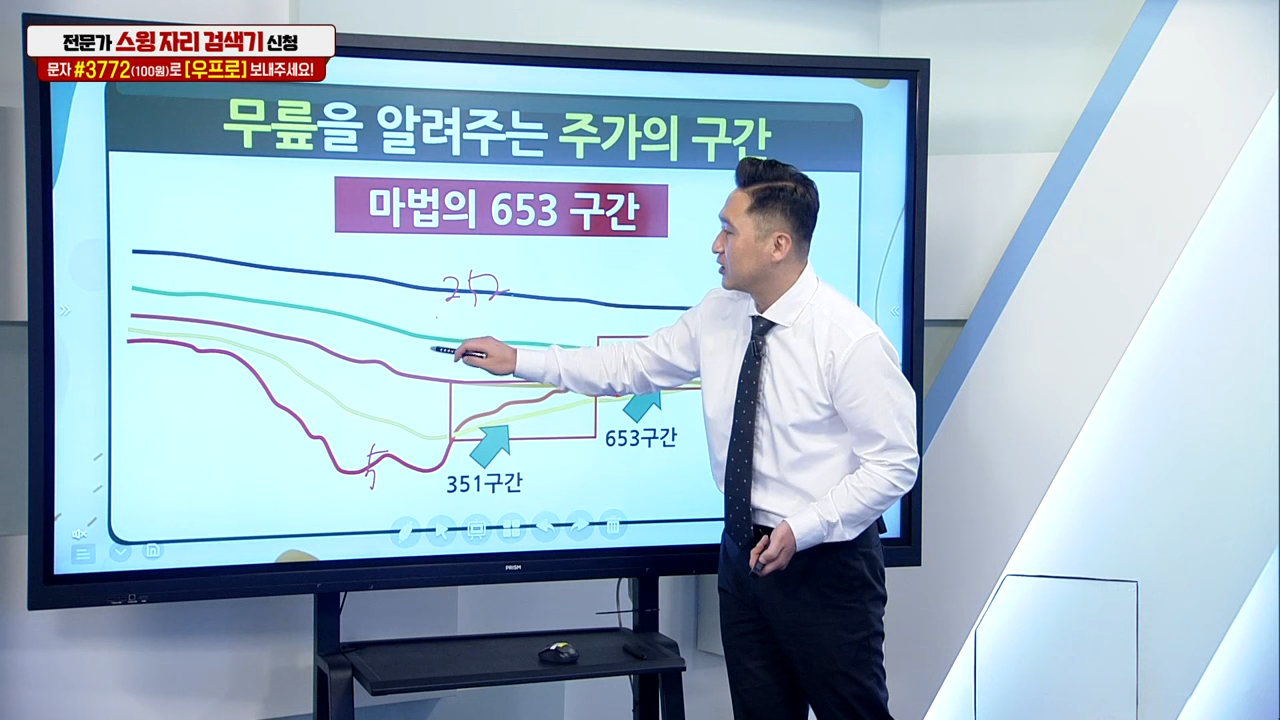 전문가 스윙 자리 검색기 신청
문자 #3772(100원)로 [우프로] 보내주세요!
무릎을 알려주는 주가의 구간
마법의 653 구간
653구간
351구간
PRISM